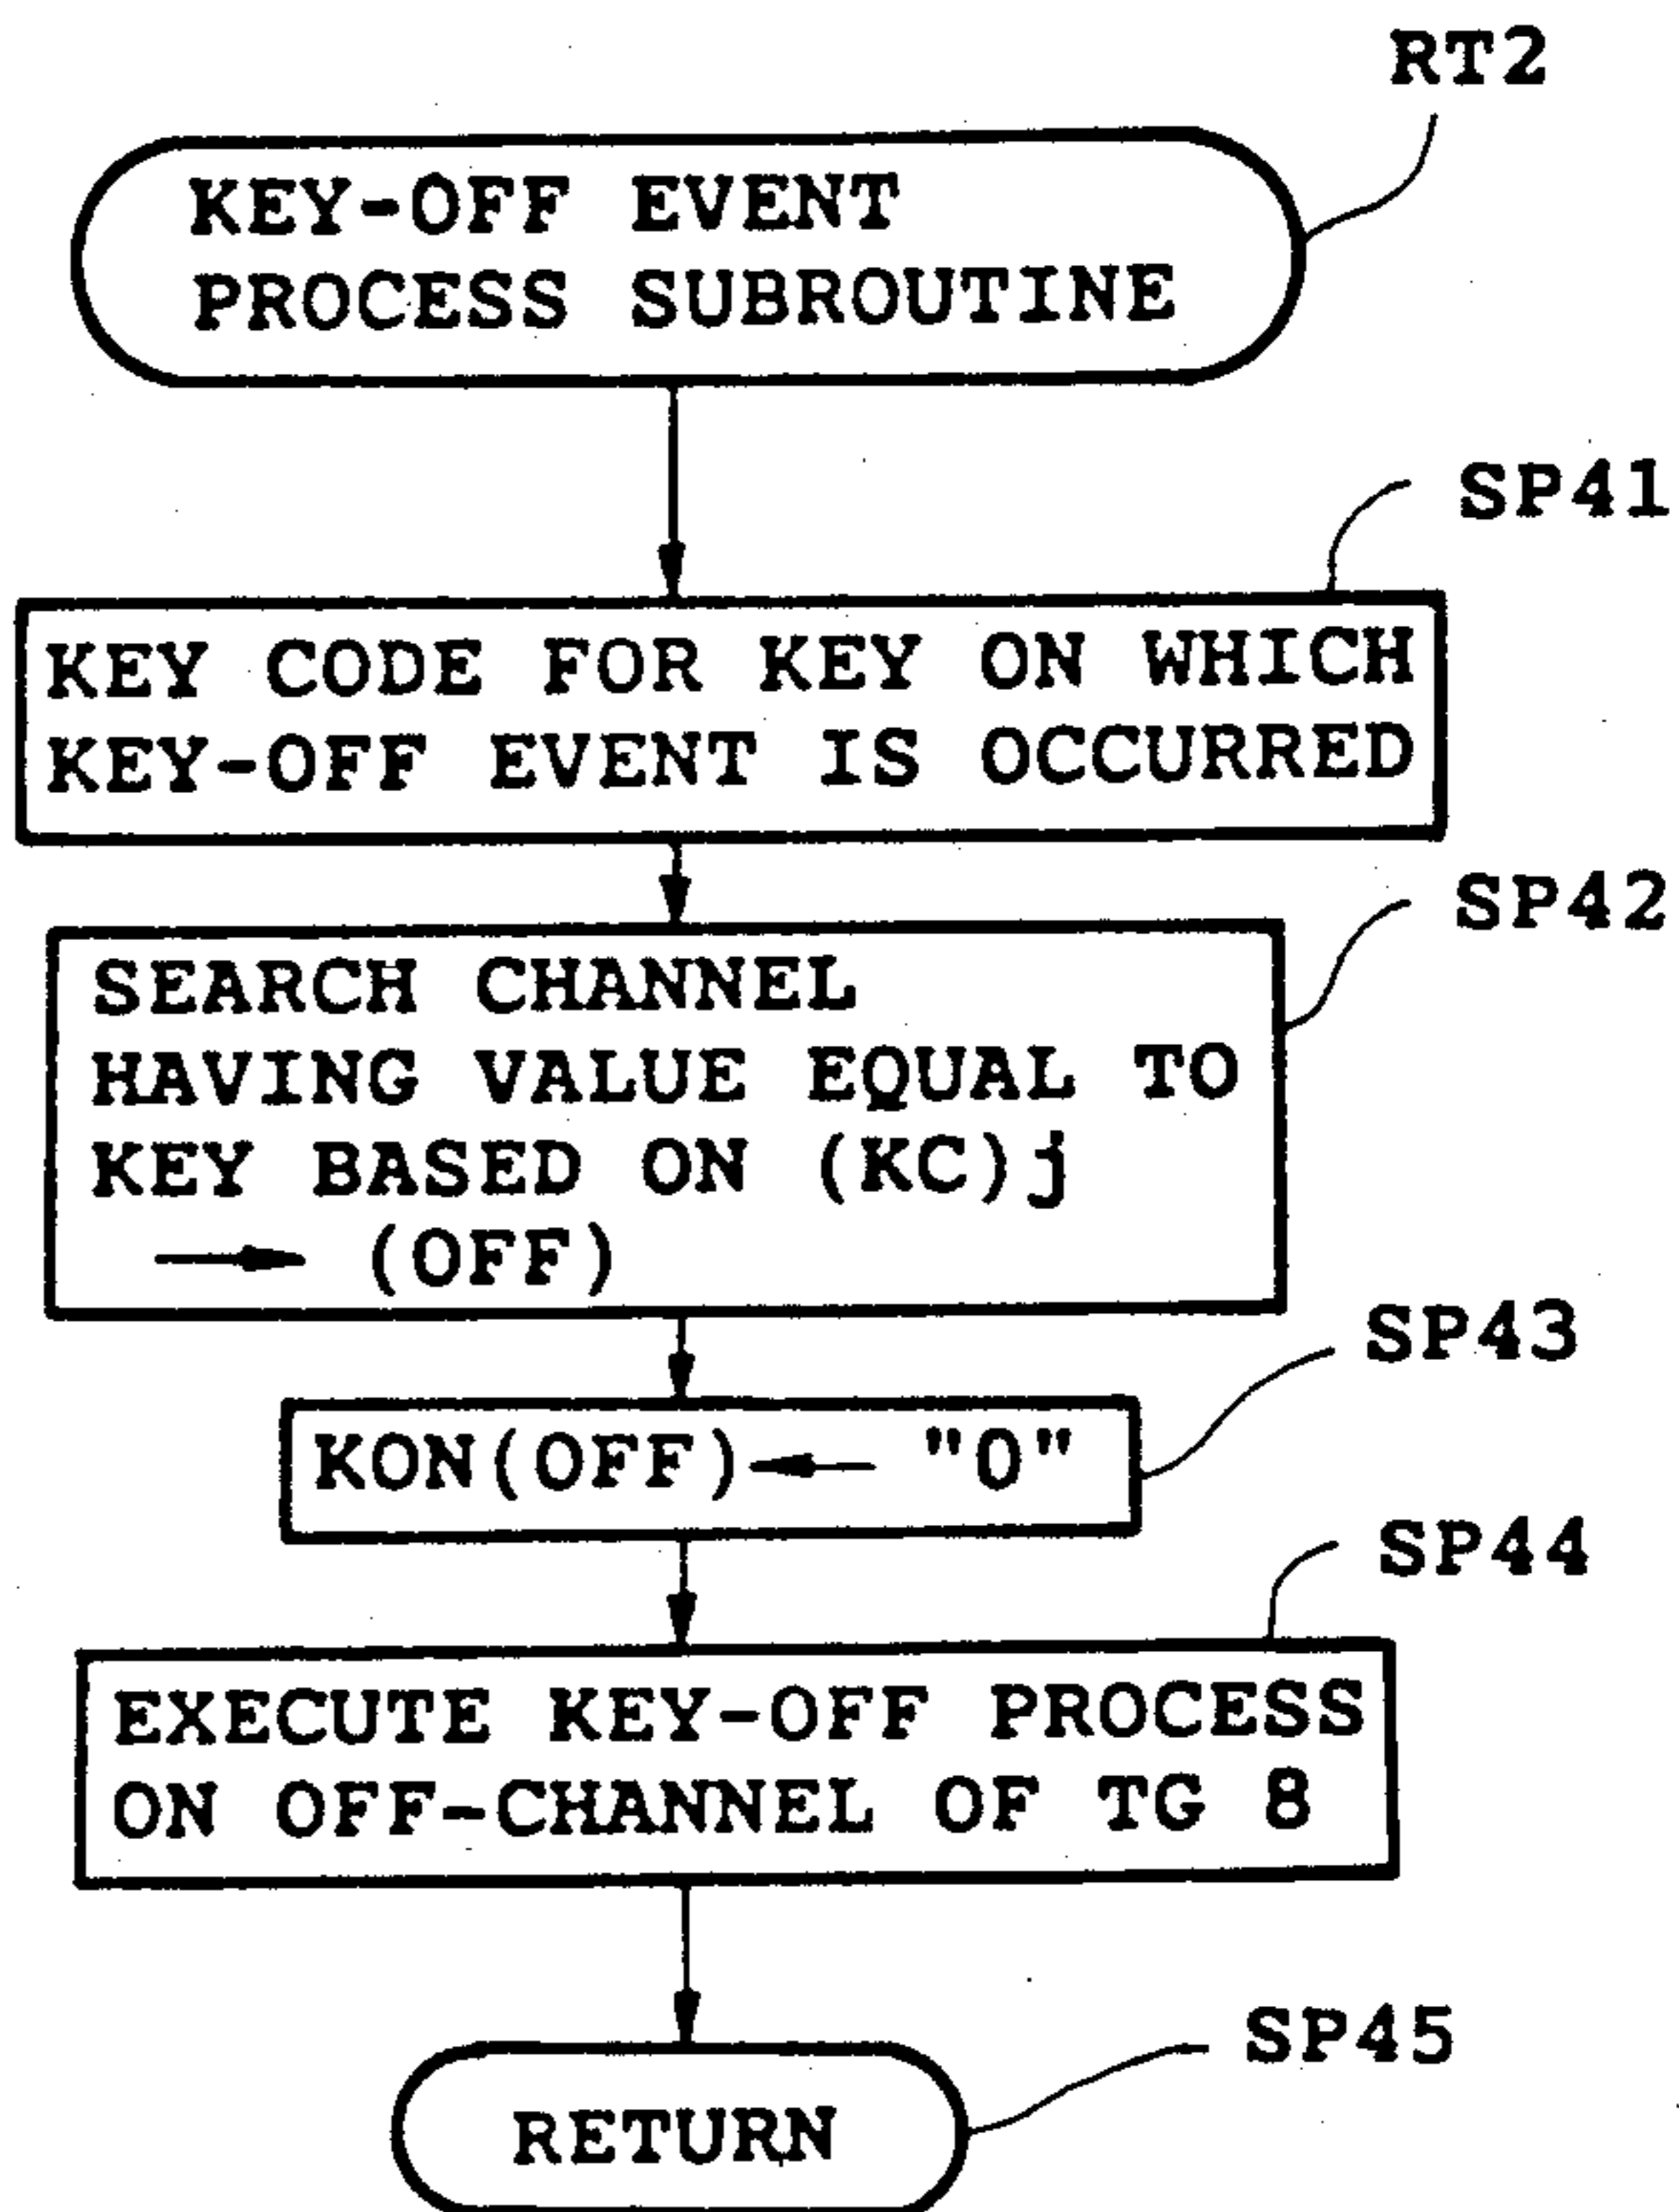 RT2
KEY-OFF EVENT
PROCESS SUBROUTINE
SP41
KEY CODE FOR KEY ON WHICH
KEY-OFF EVENT IS OCCURRED
SP42
SEARCH CHANNEL
HAVING VALUE EQUAL TO
KEY BASED ON (KC)j
→ (OFF)
SP43
KON(OFF)← "0"
SP44
EXECUTE KEY-OFF PROCESS
ON OFF-CHANNEL OF TG 8
SP45
RETURN